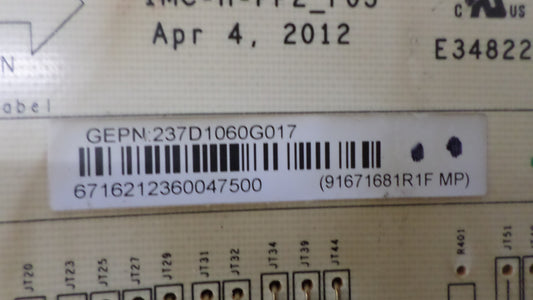 Apr 4, 2012
C US
E34822
N
abel
GEPN:237D1060G017
6716212360047500 (91671681R1F MP)
JT20 JT23 JT25 JT27 JT29 JT31 JT32 JT34 JT39 JT44 R401 JT51